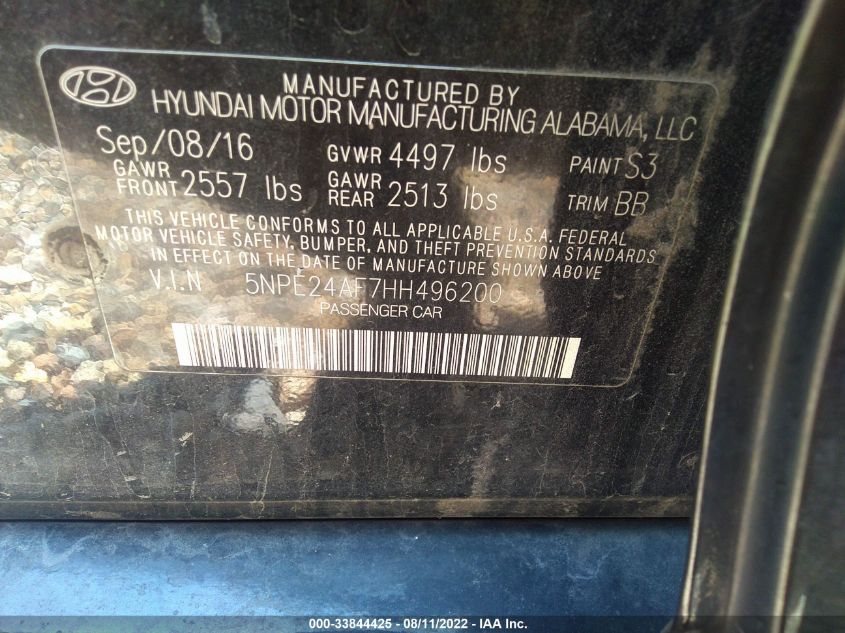 MANUFACTURED BY
HYUNDAI MOTOR MANUFACTURING ALABAMA, LLC
Sep/08/16 GVWR 4497 lbs PAINT S3
GAWR FRONT 2557 lbs GAWR REAR 2513 lbs TRIM BB
THIS VEHICLE CONFORMS TO ALL APPLICABLE U.S.A. FEDERAL
MOTOR VEHICLE SAFETY, BUMPER, AND THEFT PREVENTION STANDARDS
IN EFFECT ON THE DATE OF MANUFACTURE SHOWN ABOVE
V.I.N 5NPE24AF7HH496200
PASSENGER CAR
000-33844425 - 08/11/2022 - IAA Inc.